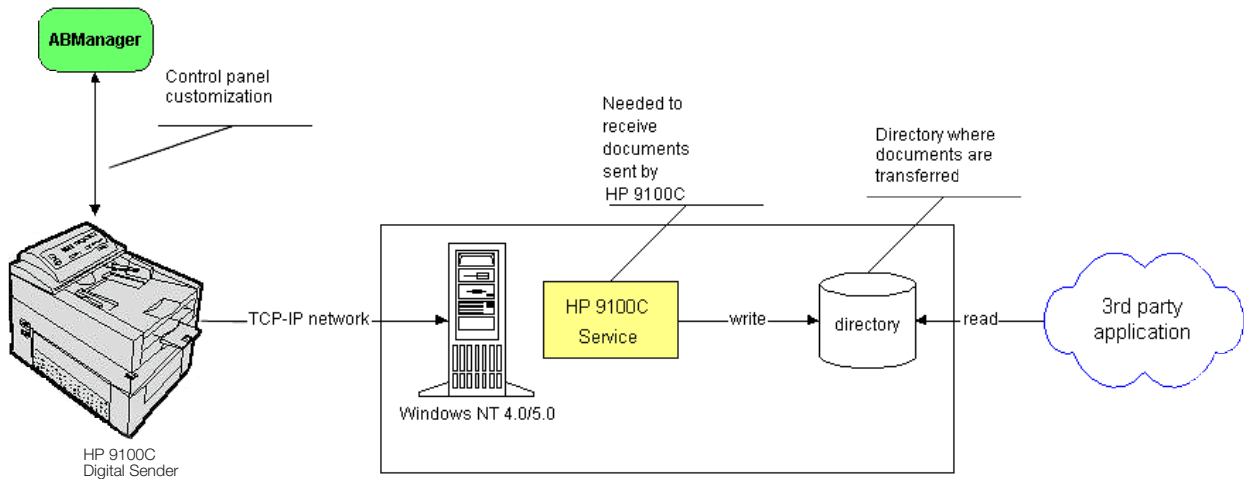 ABManager
Control panel
customization
Needed to
receive
documents
sent by
HP 9100C
Directory where
documents are
transferred
TCP-IP network
HP 9100C
Service
write
directory
read
3rd party
application
Windows NT 4.0/5.0
HP 9100C
Digital Sender